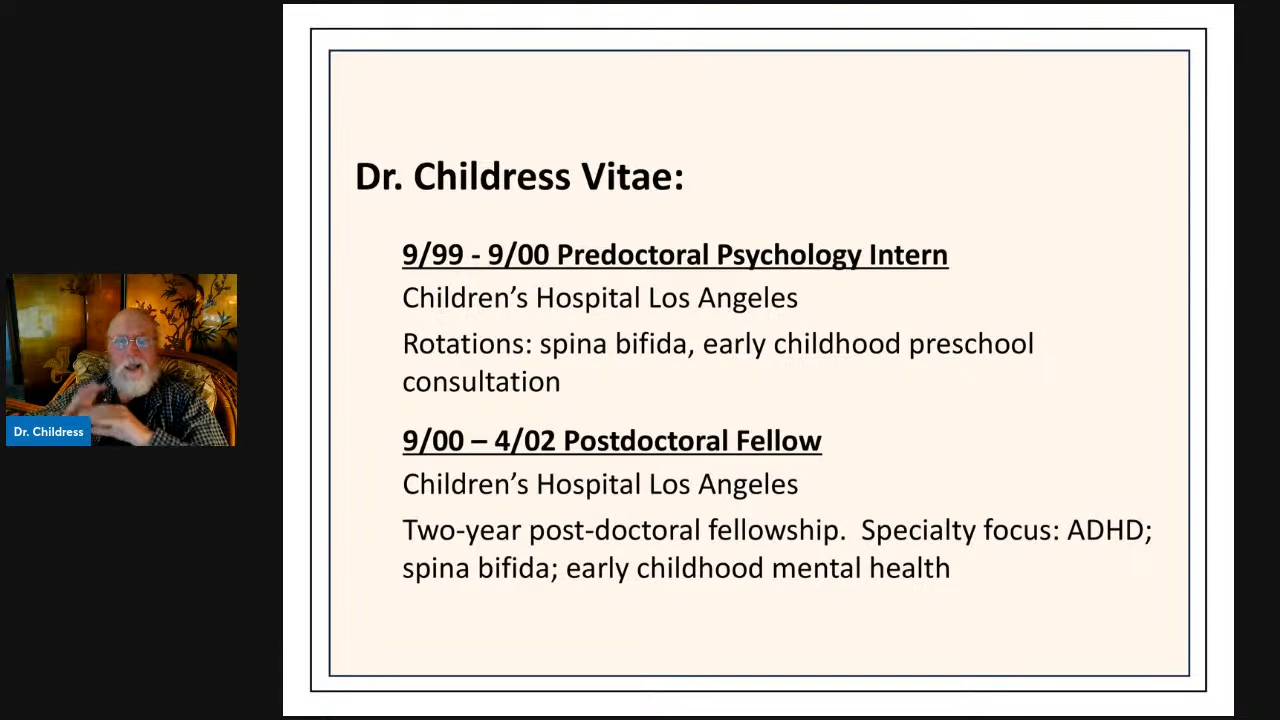 Dr. Childress Vitae:
9/99 - 9/00 Predoctoral Psychology Intern
Children’s Hospital Los Angeles
Rotations: spina bifida, early childhood preschool
consultation
9/00 – 4/02 Postdoctoral Fellow
Children’s Hospital Los Angeles
Two-year post-doctoral fellowship.  Specialty focus: ADHD;
spina bifida; early childhood mental health
Dr. Childress